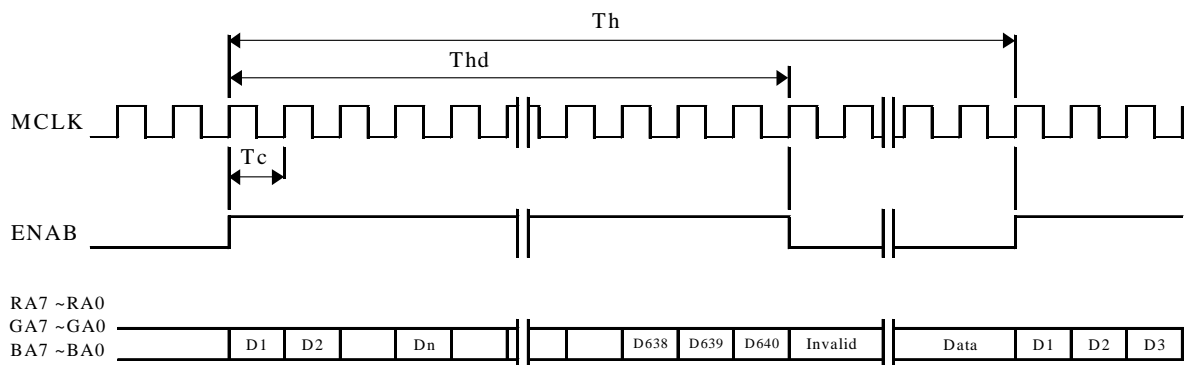 Th
Thd
MCLK
Tc
ENAB
RA7 ~RA0
GA7 ~GA0
BA7 ~BA0
D1 D2 Dn D638 D639 D640 Invalid Data D1 D2 D3